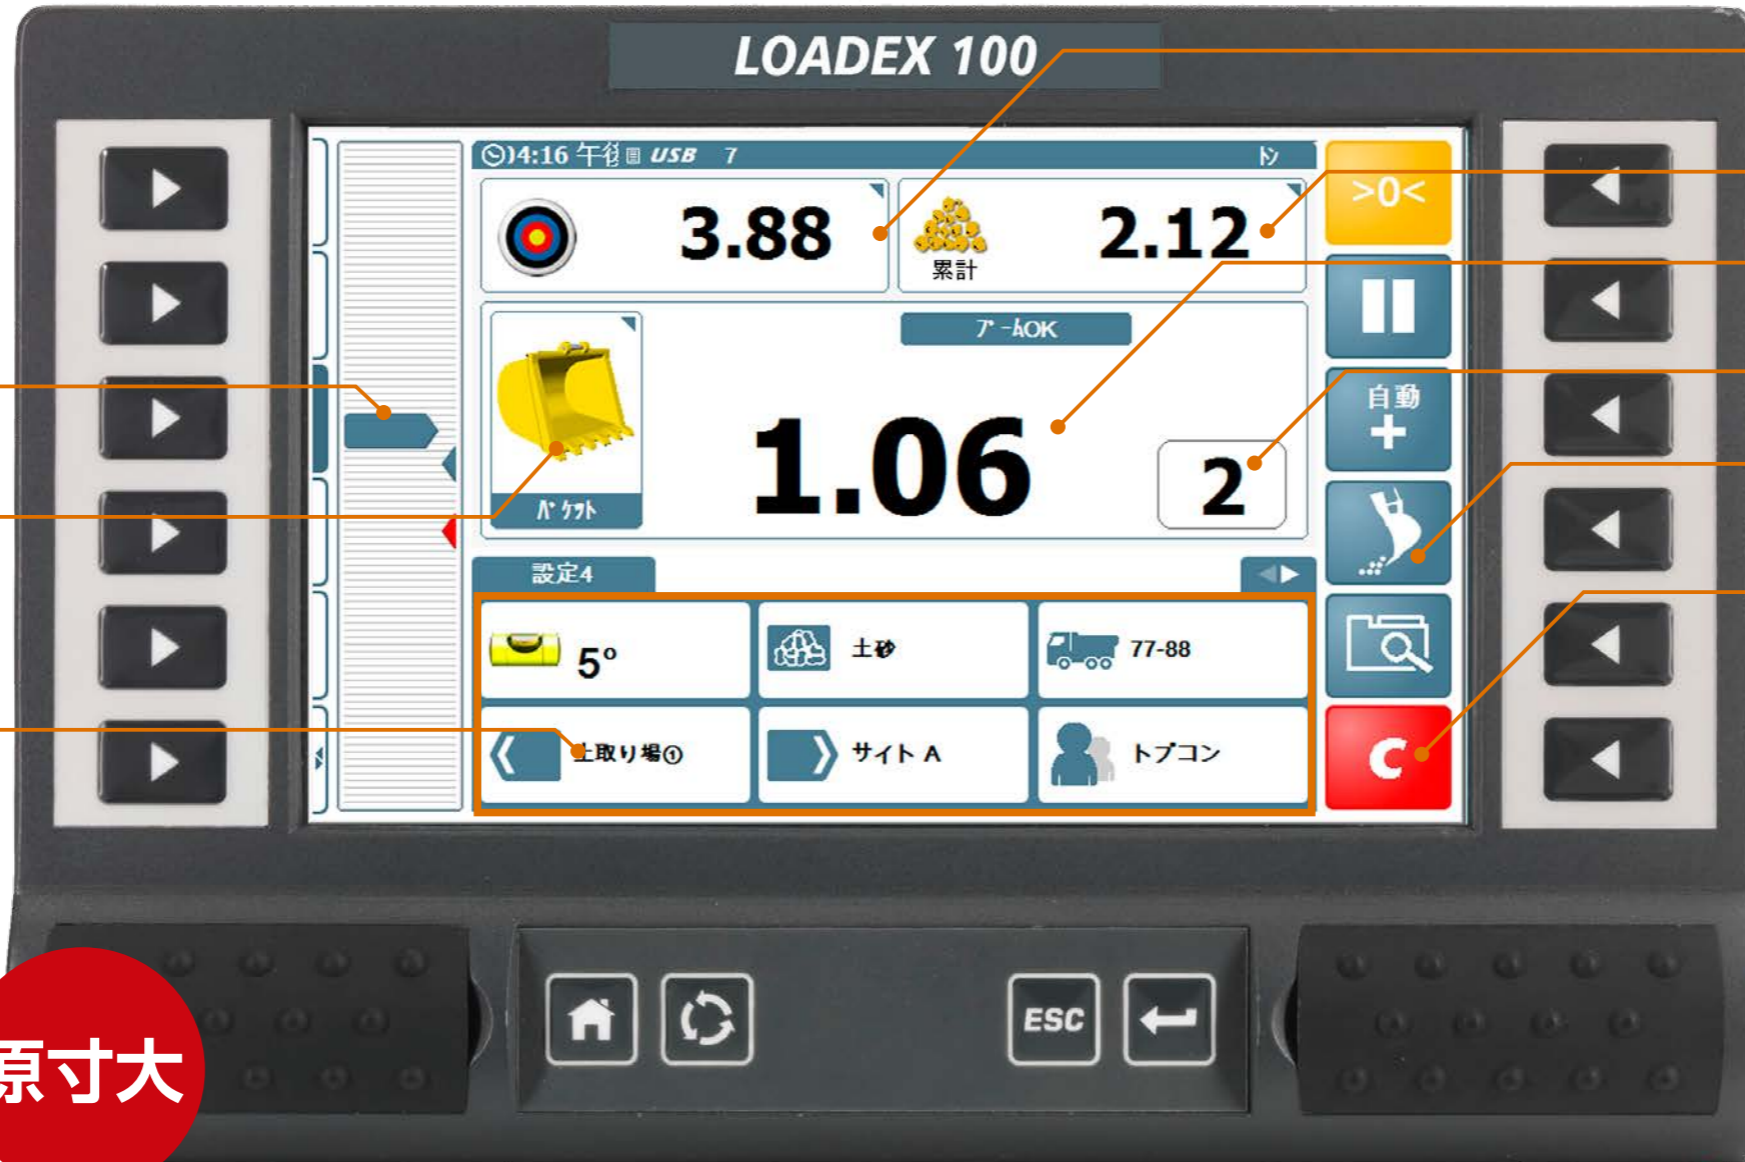 LOADEX 100
)4:16 午後 USB 7 トン
3.88
累計
2.12
>0<
ブームOK
バケット
1.06
2
自動
+
設定4
5°
土砂
77-88
土取り場①
サイト A
トプコン
C
ESC
原寸大